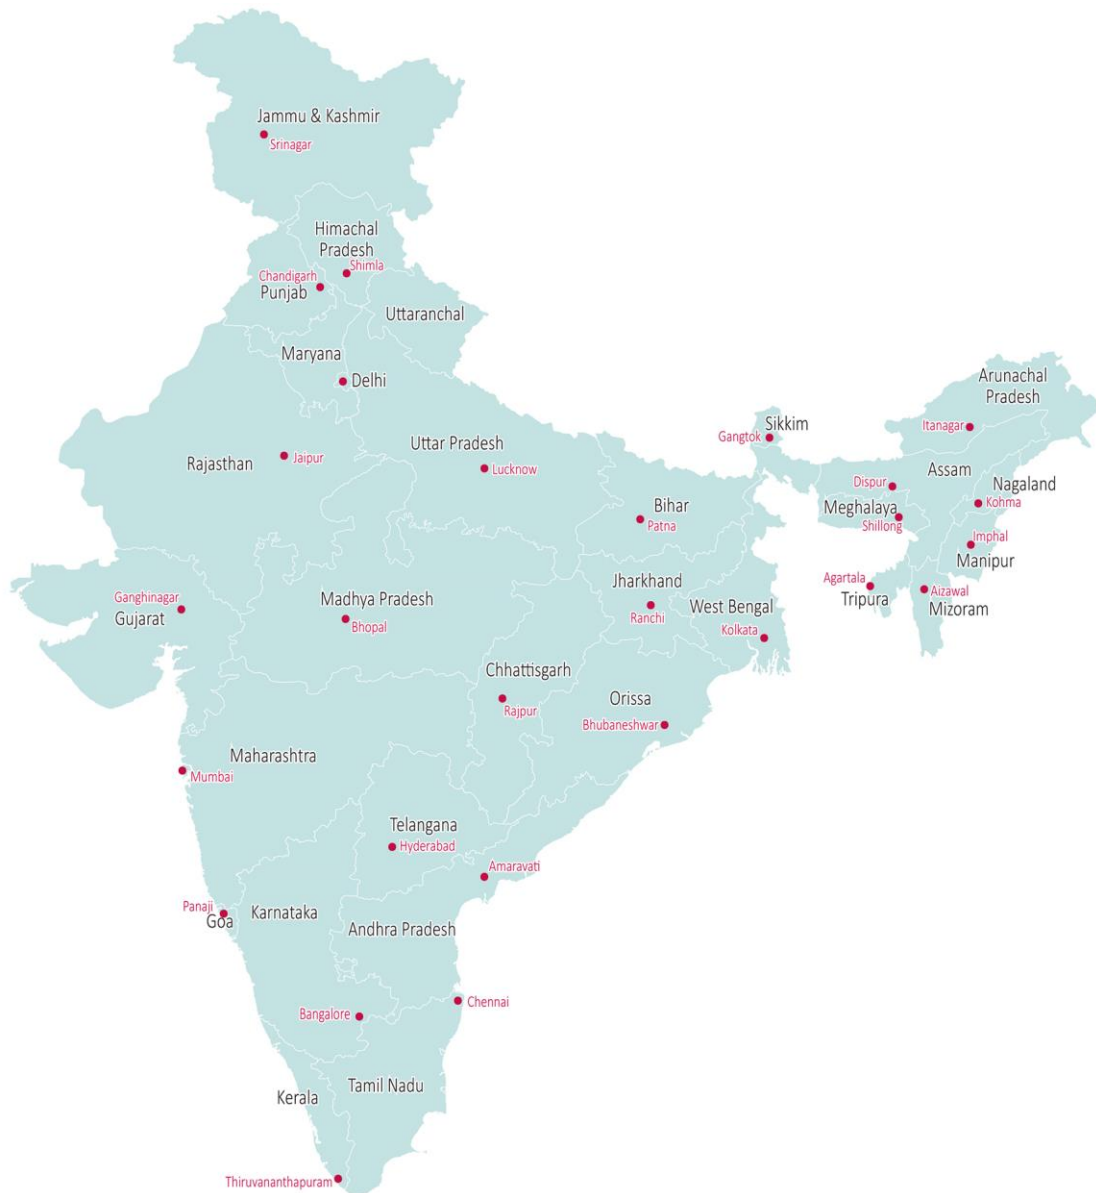 Jammu & Kashmir
Srinagar
Himachal
Pradesh
Shimla
Chandigarh
Punjab
Uttaranchal
Maryana
Delhi
Arunachal
Pradesh
Itanagar
Sikkim
Gangtok
Uttar Pradesh
Lucknow
Rajasthan
Jaipur
Assam
Dispur
Nagaland
Kohma
Meghalaya
Shillong
Bihar
Patna
Imphal
Manipur
Agartala
Tripura
Aizawal
Mizoram
Jharkhand
Ranchi
West Bengal
Kolkata
Ganghinagar
Gujarat
Madhya Pradesh
Bhopal
Chhattisgarh
Rajpur
Orissa
Bhubaneshwar
Maharashtra
Mumbai
Telangana
Hyderabad
Amaravati
Panaji
Goa
Karnataka
Andhra Pradesh
Chennai
Bangalore
Tamil Nadu
Kerala
Thiruvananthapuram